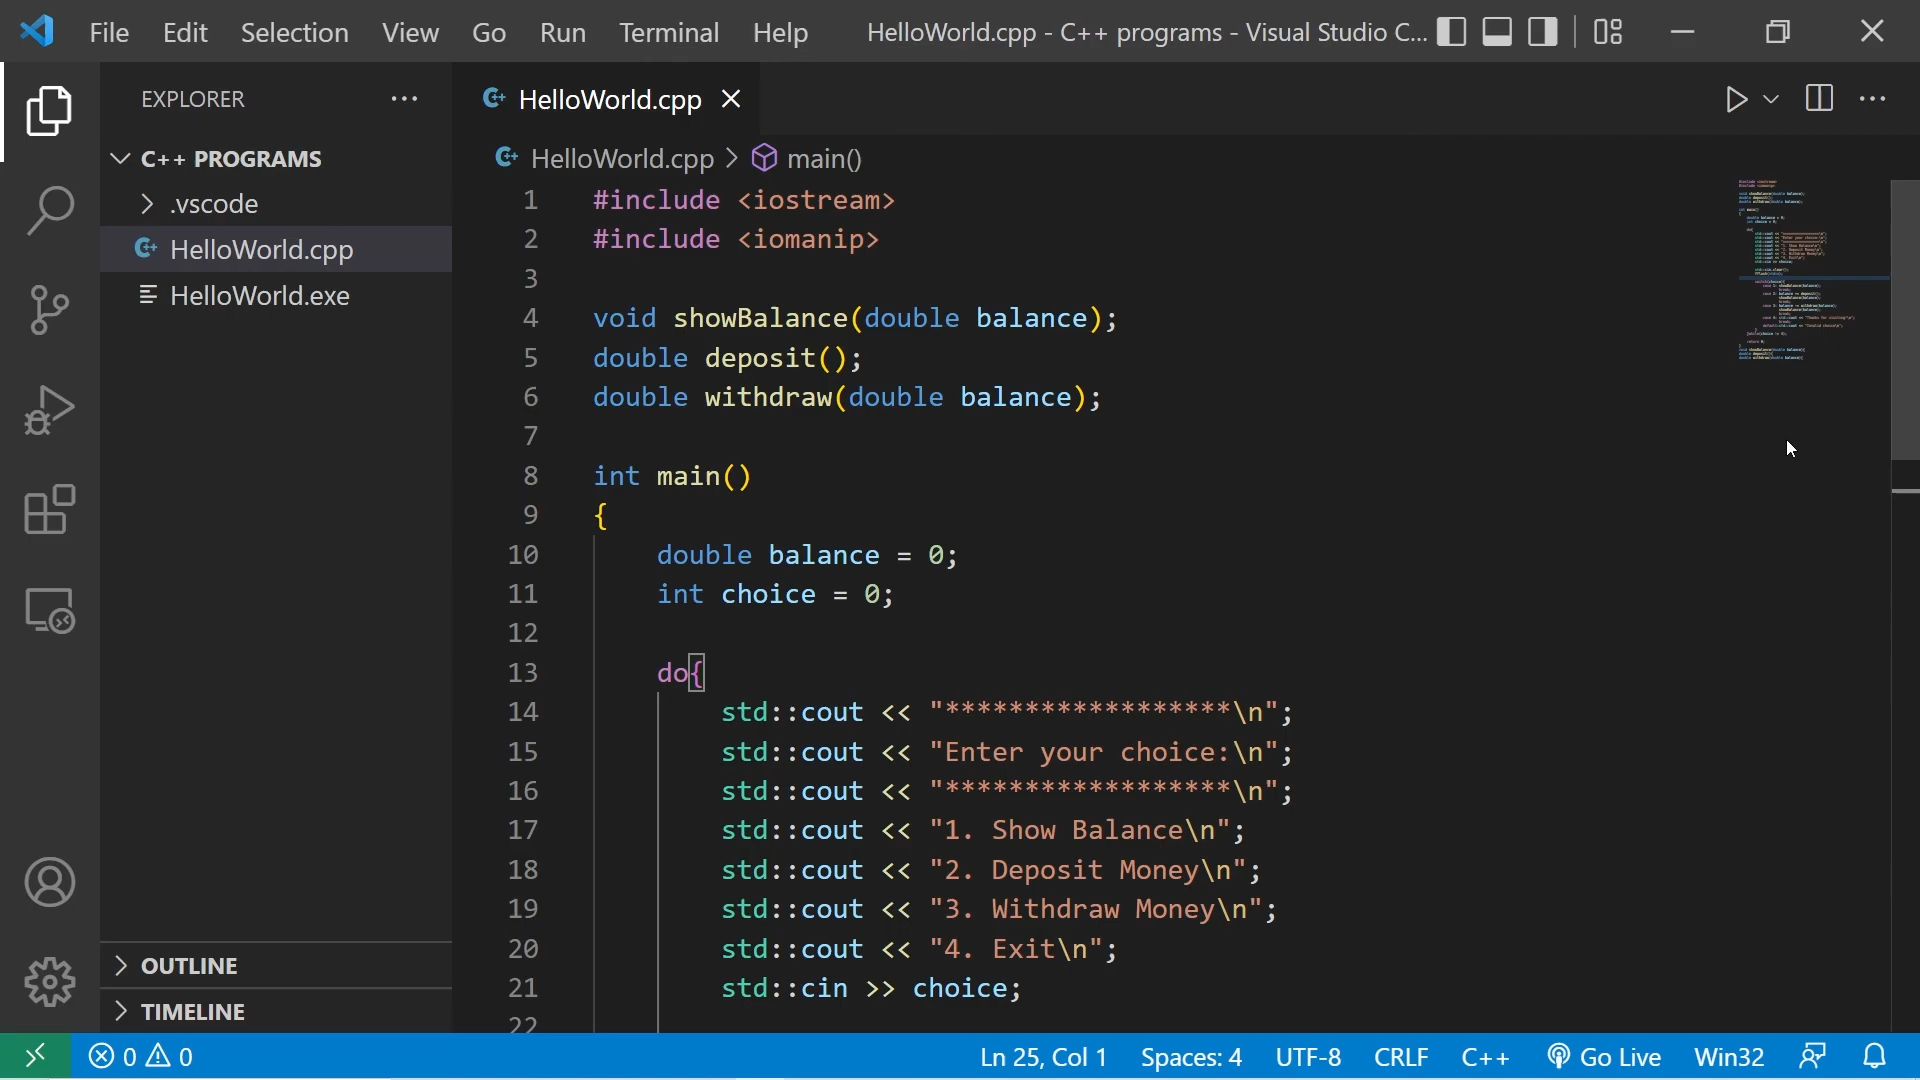 File Edit Selection View Go Run Terminal Help HelloWorld.cpp - C++ programs - Visual Studio C...
EXPLORER
C++ PROGRAMS
.vscode
HelloWorld.cpp
HelloWorld.exe
OUTLINE
TIMELINE
HelloWorld.cpp
HelloWorld.cpp > main()
1 #include <iostream>
2 #include <iomanip>
3
4 void showBalance(double balance);
5 double deposit();
6 double withdraw(double balance);
7
8 int main()
9 {
10 double balance = 0;
11 int choice = 0;
12
13 do{
14 std::cout << "******************\n";
15 std::cout << "Enter your choice:\n";
16 std::cout << "******************\n";
17 std::cout << "1. Show Balance\n";
18 std::cout << "2. Deposit Money\n";
19 std::cout << "3. Withdraw Money\n";
20 std::cout << "4. Exit\n";
21 std::cin >> choice;
22
0 0 Ln 25, Col 1 Spaces: 4 UTF-8 CRLF C++ Go Live Win32